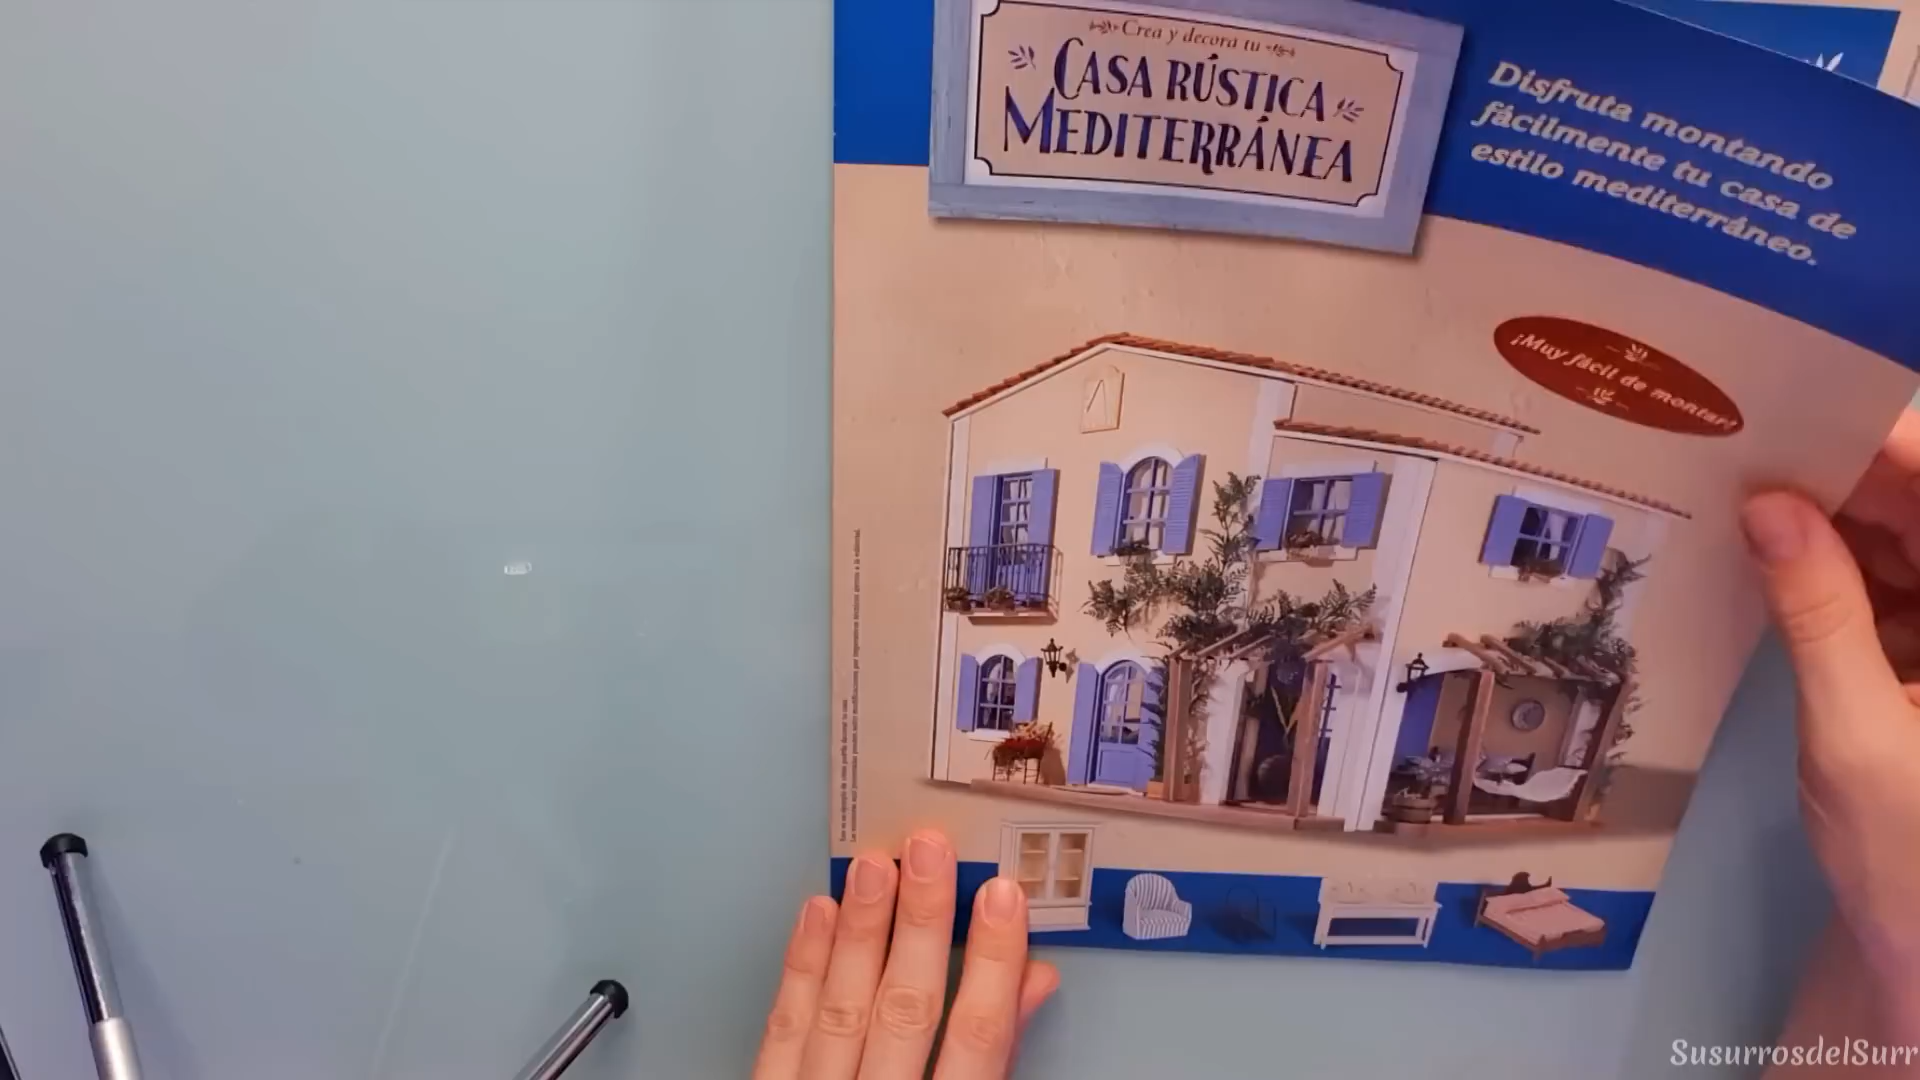 Crea y decora tu
CASA RÚSTICA
MEDITERRÁNEA
Disfruta montando
fácilmente tu casa de
estilo mediterráneo.
¡Muy fácil de montar!
SusurrosdelSurr